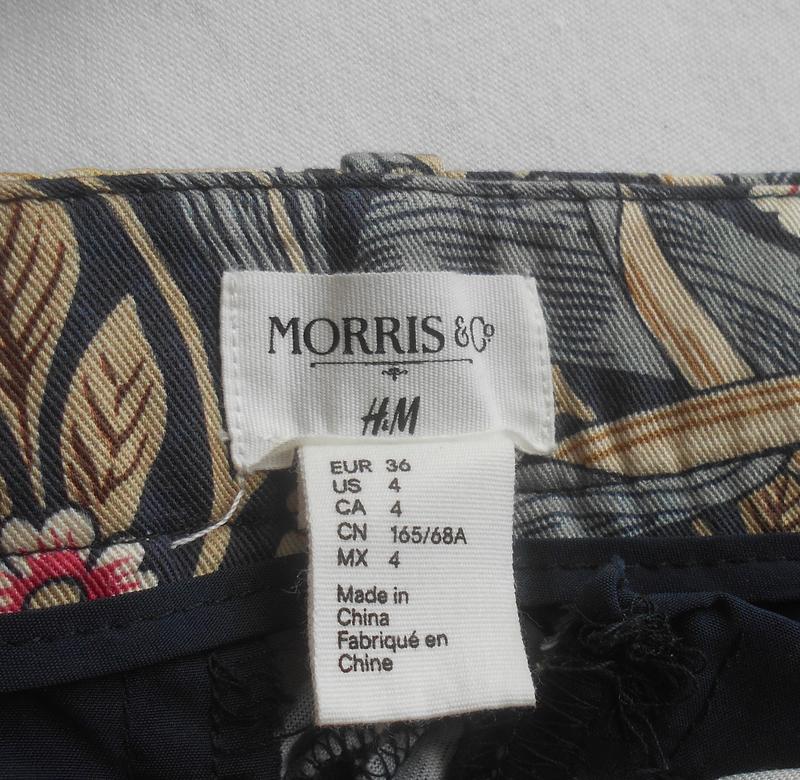 MORRIS & Co
H&M
EUR 36
US 4
CA 4
CN 165/68A
MX 4
Made in
China
Fabriqué en
Chine